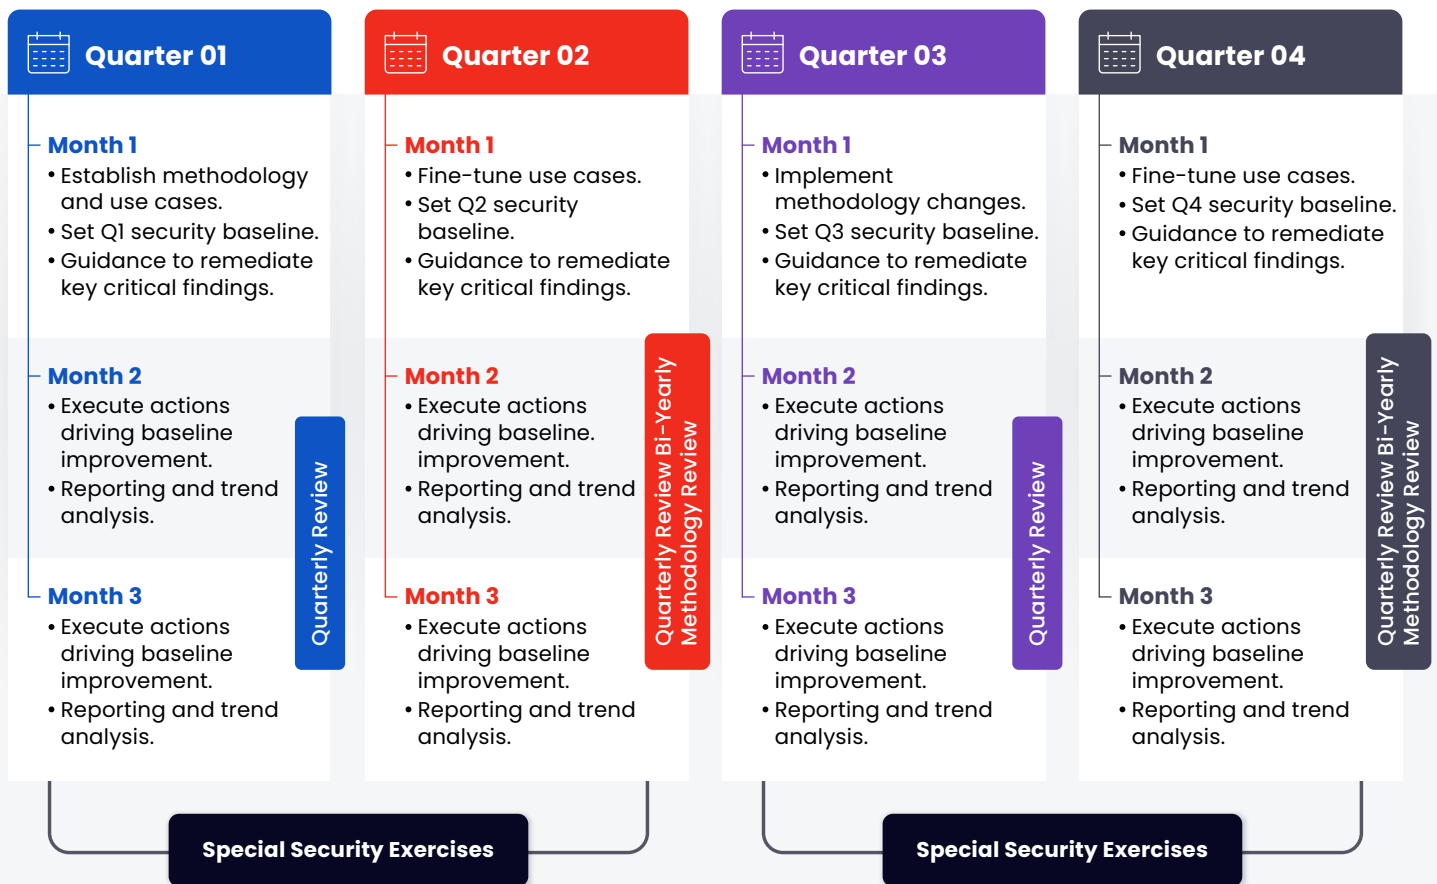 Quarter 01
Month 1
• Establish methodology
and use cases.
• Set Q1 security baseline.
• Guidance to remediate
key critical findings.
Month 2
• Execute actions
driving baseline
improvement.
• Reporting and trend
analysis.
Month 3
• Execute actions
driving baseline
improvement.
• Reporting and trend
analysis.
Quarterly Review
Quarter 02
Month 1
• Fine-tune use cases.
• Set Q2 security
baseline.
• Guidance to remediate
key critical findings.
Month 2
• Execute actions
driving baseline.
improvement.
• Reporting and trend
analysis.
Month 3
• Execute actions
driving baseline
improvement.
• Reporting and trend
analysis.
Quarterly Review Bi-Yearly
Methodology Review
Special Security Exercises
Quarter 03
Month 1
• Implement
methodology changes.
• Set Q3 security baseline.
• Guidance to remediate
key critical findings.
Month 2
• Execute actions
driving baseline
improvement.
• Reporting and trend
analysis.
Month 3
• Execute actions
driving baseline
improvement.
• Reporting and trend
analysis.
Quarterly Review
Quarter 04
Month 1
• Fine-tune use cases.
• Set Q4 security baseline.
• Guidance to remediate
key critical findings.
Month 2
• Execute actions
driving baseline
improvement.
• Reporting and trend
analysis.
Month 3
• Execute actions
driving baseline
improvement.
• Reporting and trend
analysis.
Quarterly Review Bi-Yearly
Methodology Review
Special Security Exercises